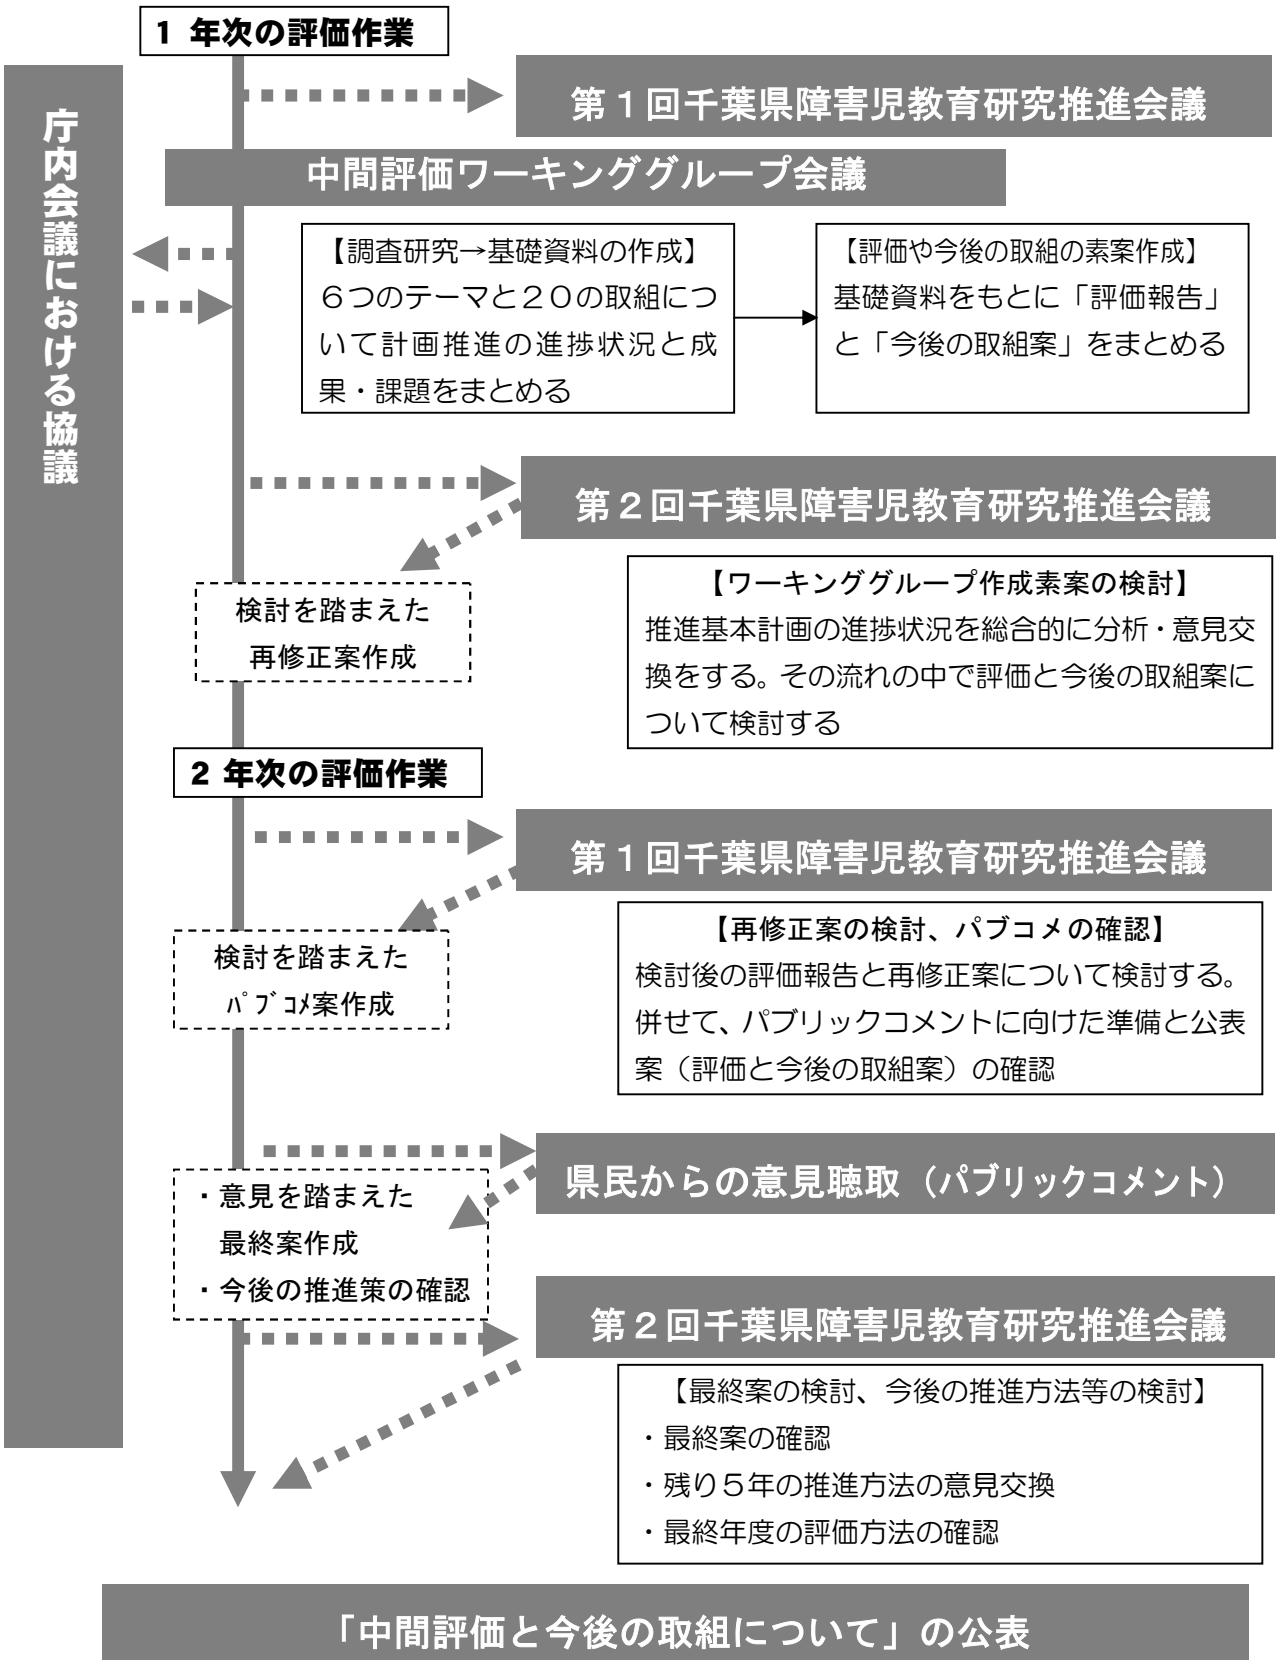 1 年次の評価作業
庁内会議における協議
第１回千葉県障害児教育研究推進会議
中間評価ワーキンググループ会議
【調査研究→基礎資料の作成】
６つのテーマと２０の取組につ
いて計画推進の進捗状況と成
果・課題をまとめる
【評価や今後の取組の素案作成】
基礎資料をもとに「評価報告」
と「今後の取組案」をまとめる
第２回千葉県障害児教育研究推進会議
【ワーキンググループ作成素案の検討】
推進基本計画の進捗状況を総合的に分析・意見交
換をする。その流れの中で評価と今後の取組案に
ついて検討する
検討を踏まえた
再修正案作成
2 年次の評価作業
第１回千葉県障害児教育研究推進会議
【再修正案の検討、パブコメの確認】
検討後の評価報告と再修正案について検討する。
併せて、パブリックコメントに向けた準備と公表
案（評価と今後の取組案）の確認
検討を踏まえた
ﾊﾟﾌﾞｺﾒ案作成
県民からの意見聴取（パブリックコメント）
・意見を踏まえた
最終案作成
・今後の推進策の確認
第２回千葉県障害児教育研究推進会議
【最終案の検討、今後の推進方法等の検討】
・最終案の確認
・残り５年の推進方法の意見交換
・最終年度の評価方法の確認
「中間評価と今後の取組について」の公表